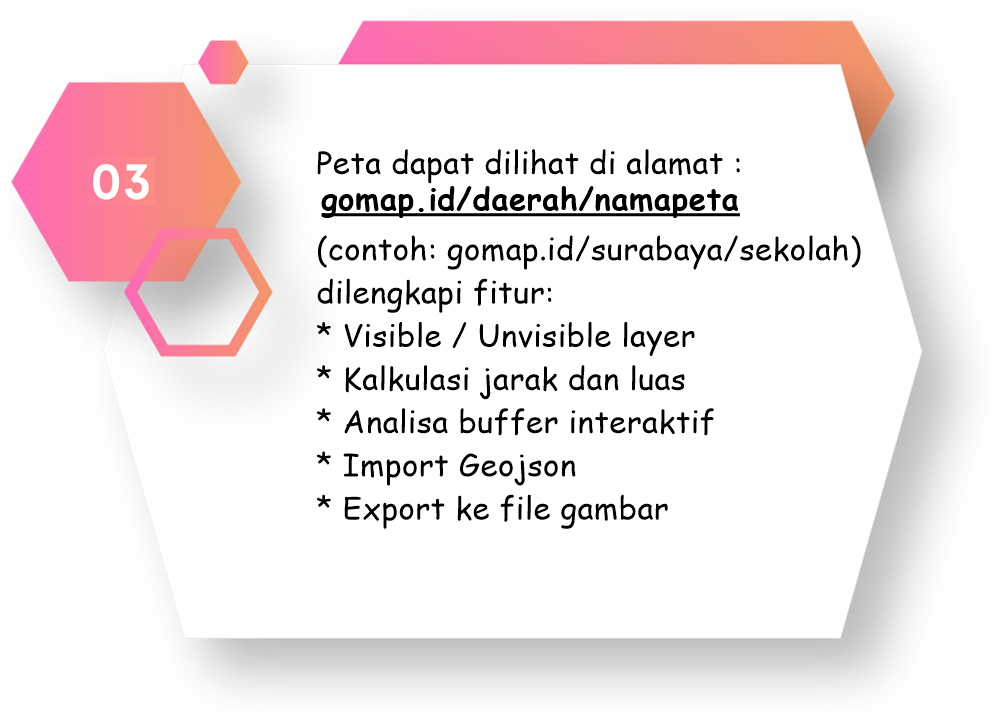 03
Peta dapat dilihat di alamat :
gomap.id/daerah/namapeta
(contoh: gomap.id/surabaya/sekolah)
dilengkapi fitur:
* Visible / Unvisible layer
* Kalkulasi jarak dan luas
* Analisa buffer interaktif
* Import Geojson
* Export ke file gambar